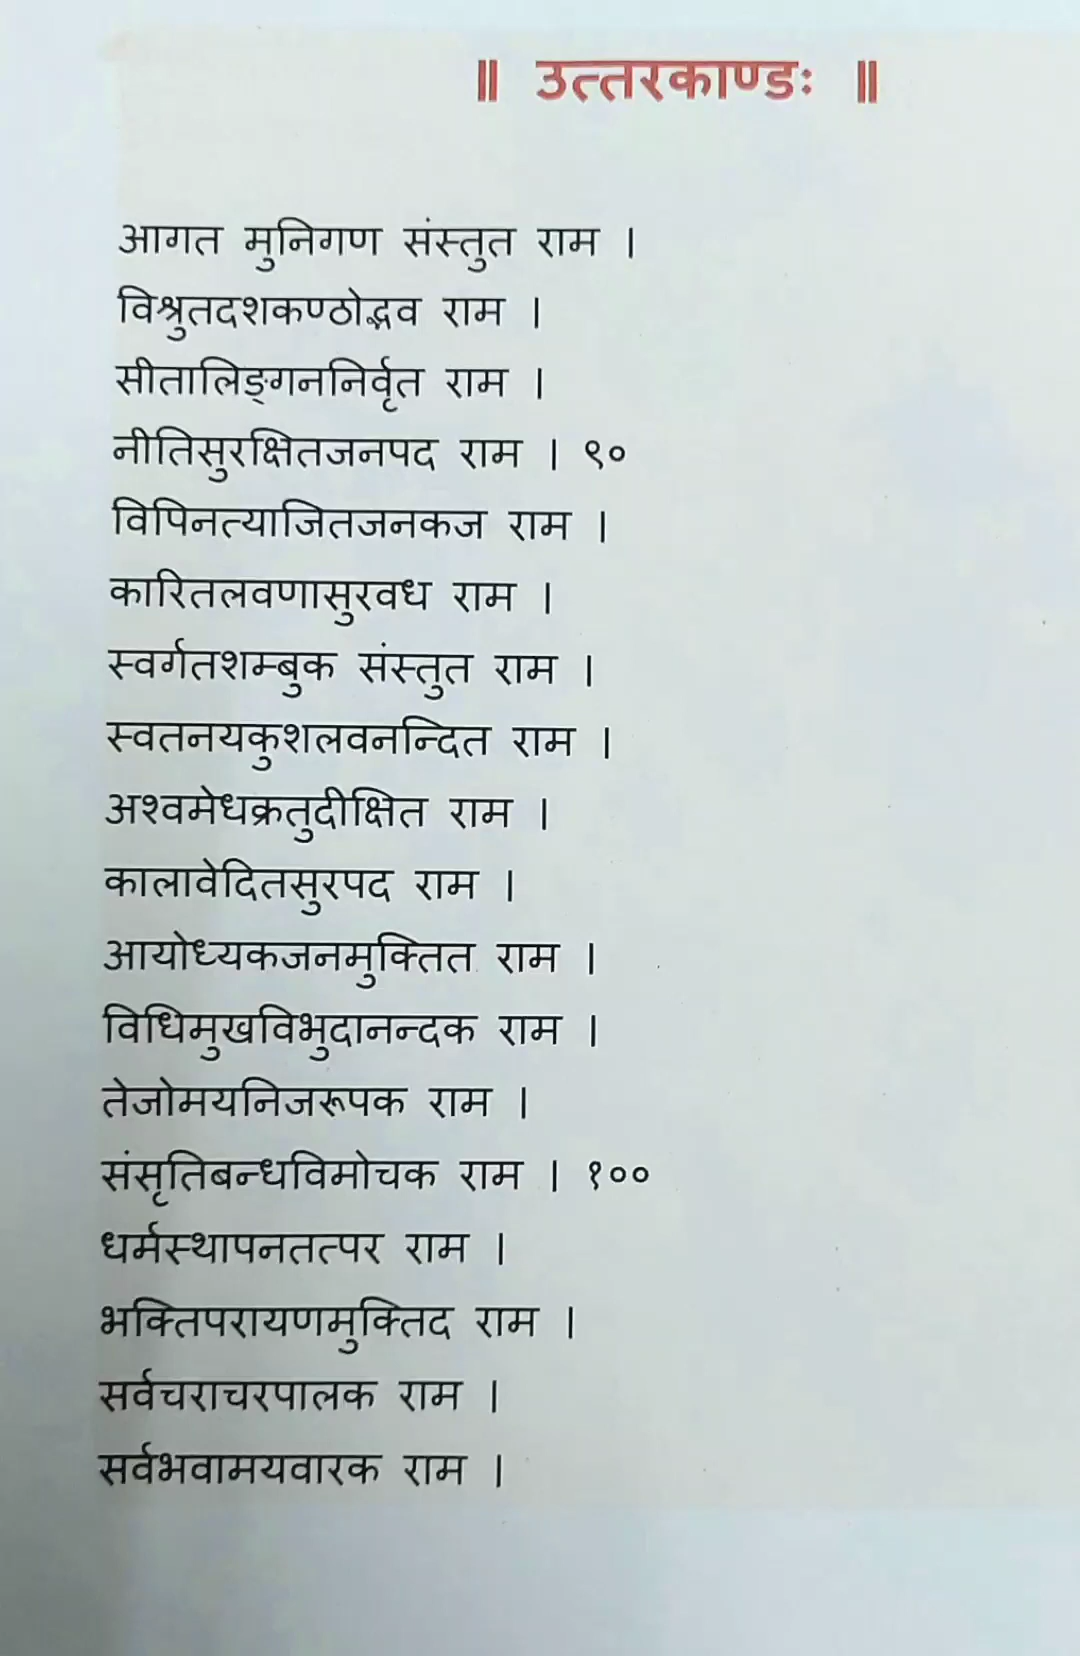 ॥ उत्तरकाण्डः ॥
आगत मुनिगण संस्तुत राम ।
विश्रुतदशकण्ठोद्भव राम ।
सीतालिङ्गननिर्वृत राम ।
नीतिसुरक्षितजनपद राम । ९०
विपिनत्याजितजनकज राम ।
कारितलवणासुरवध राम ।
स्वर्गतशम्बुक संस्तुत राम ।
स्वतनयकुशलवनन्दित राम ।
अश्वमेधक्रतुदीक्षित राम ।
कालावेदितसुरपद राम ।
आयोध्यकजनमुक्तित राम ।
विधिमुखविभुदानन्दक राम ।
तेजोमयनिजरूपक राम ।
संसृतिबन्धविमोचक राम । १००
धर्मस्थापनतत्पर राम ।
भक्तिपरायणमुक्तिद राम ।
सर्वचराचरपालक राम ।
सर्वभवामयवारक राम ।